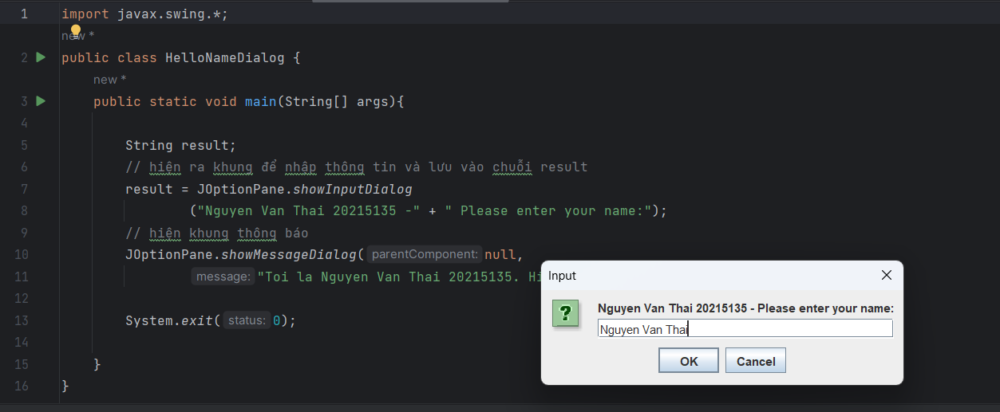 1 import javax.swing.*;
new *
2 public class HelloNameDialog {
new *
3 public static void main(String[] args){
4
5 String result;
6 // hiện ra khung để nhập thông tin và lưu vào chuỗi result
7 result = JOptionPane.showInputDialog
8 ("Nguyen Van Thai 20215135 -" + " Please enter your name:");
9 // hiện khung thông báo
10 JOptionPane.showMessageDialog( parentComponent: null,
11 message: "Toi la Nguyen Van Thai 20215135. Hi
12
13 System.exit( status: 0);
14
15 }
16 }
Input
Nguyen Van Thai 20215135 - Please enter your name:
Nguyen Van Thai
OK Cancel